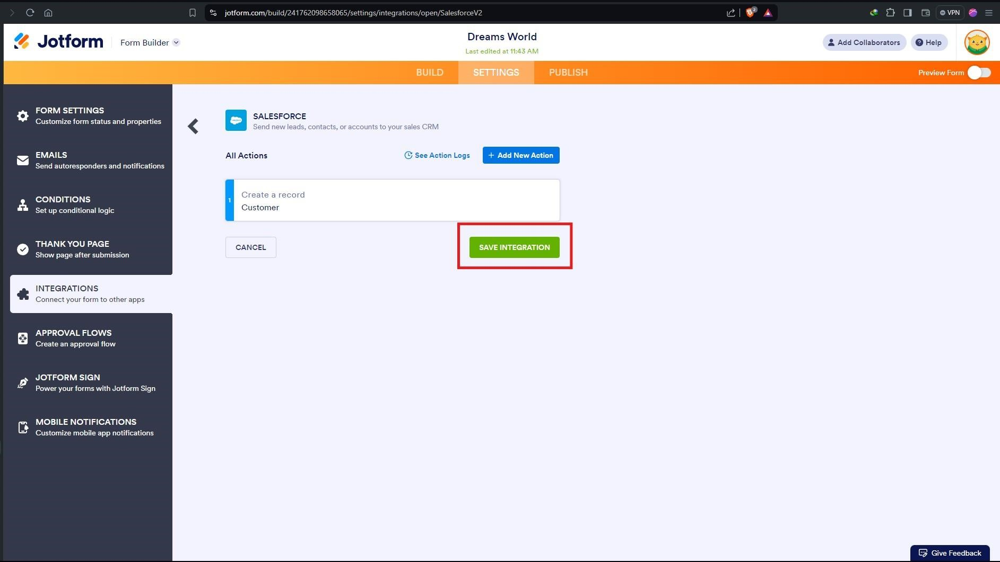 jotform.com/build/241762098658065/settings/integrations/open/SalesforceV2
2
VPN
Jotform
Form Builder
Dreams World
Last edited at 11:43 AM
Add Collaborators
Help
BUILD
SETTINGS
PUBLISH
Preview Form
FORM SETTINGS
Customize form status and properties
EMAILS
Send autoresponders and notifications
CONDITIONS
Set up conditional logic
THANK YOU PAGE
Show page after submission
INTEGRATIONS
Connect your form to other apps
APPROVAL FLOWS
Create an approval flow
JOTFORM SIGN
Power your forms with Jotform Sign
MOBILE NOTIFICATIONS
Customize mobile app notifications
SALESFORCE
Send new leads, contacts, or accounts to your sales CRM
All Actions
See Action Logs
+ Add New Action
1
Create a record
Customer
CANCEL
SAVE INTEGRATION
Give Feedback